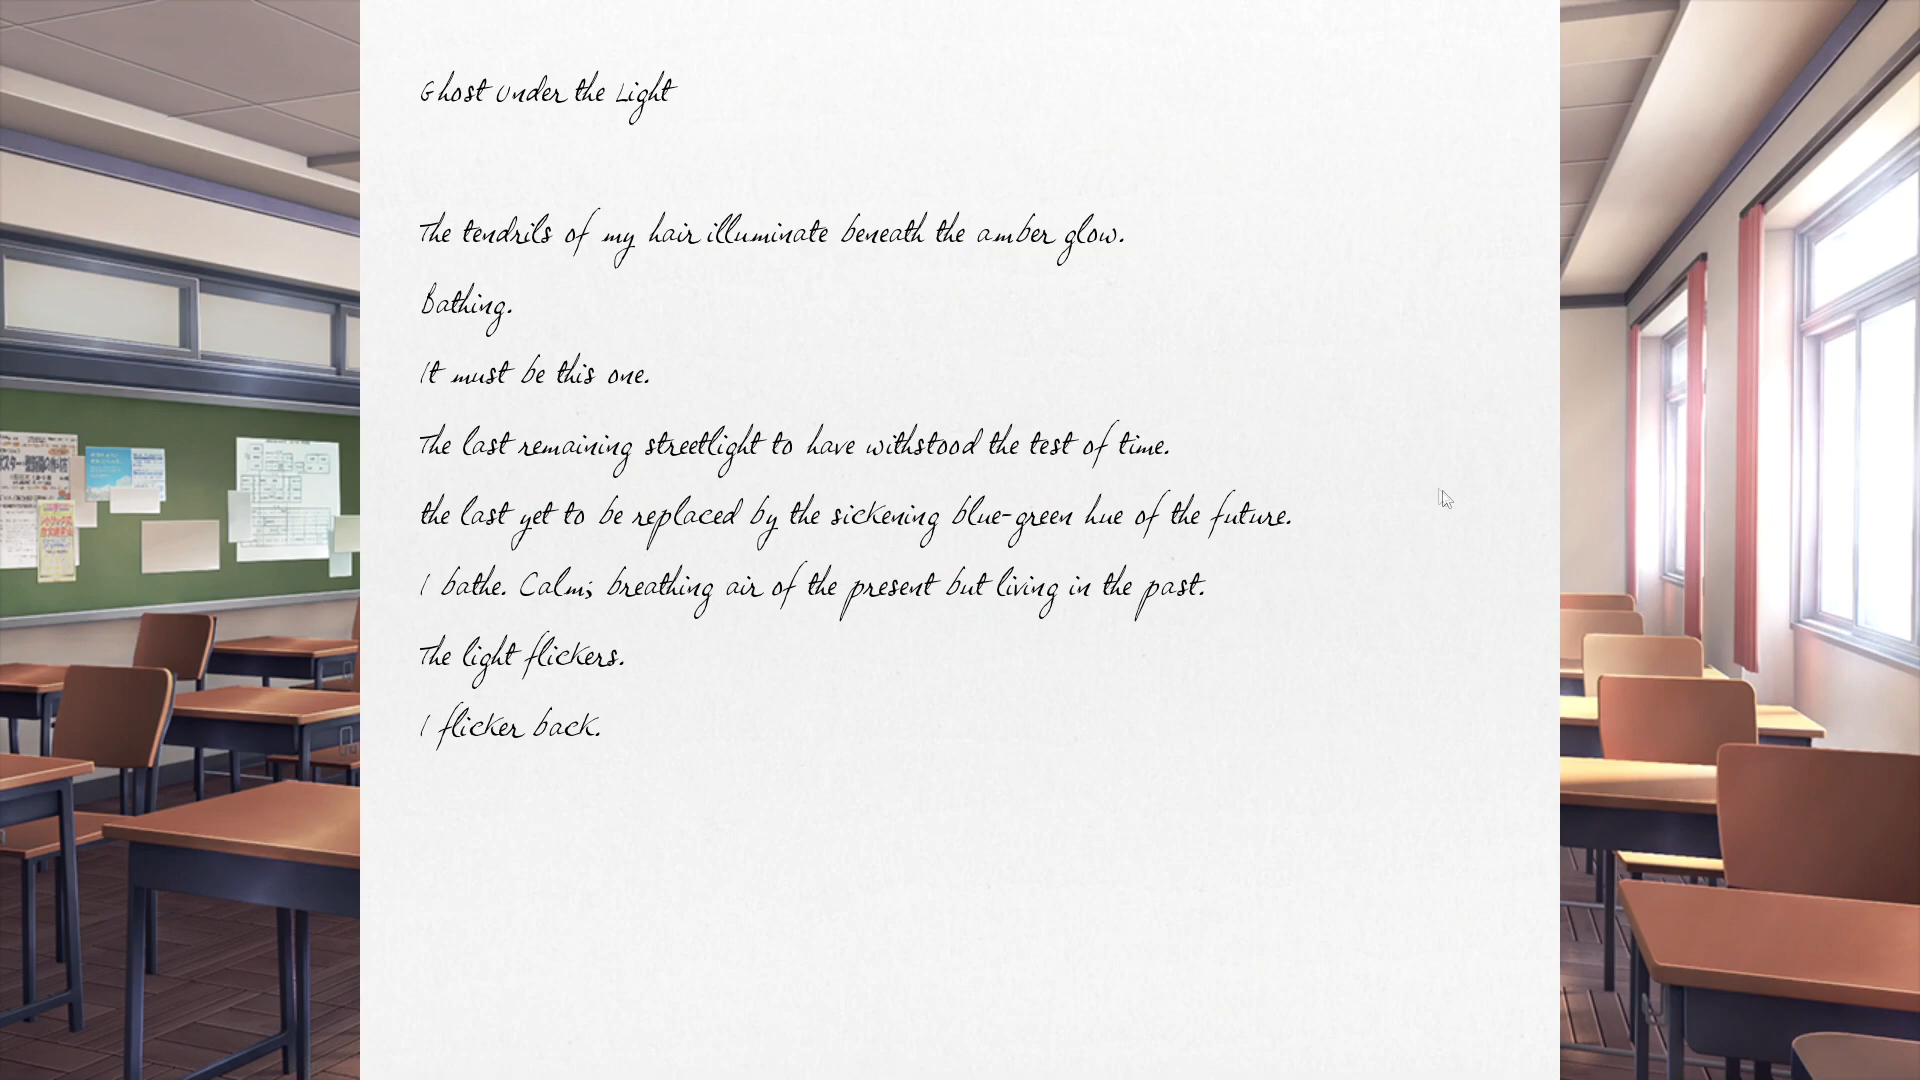 Ghost Under the Light
The tendrils of my hair illuminate beneath the amber glow.
Bathing.
It must be this one.
The last remaining streetlight to have withstood the test of time.
the last yet to be replaced by the sickening blue-green hue of the future.
I bathe. Calm; breathing air of the present but living in the past.
The light flickers.
I flicker back.